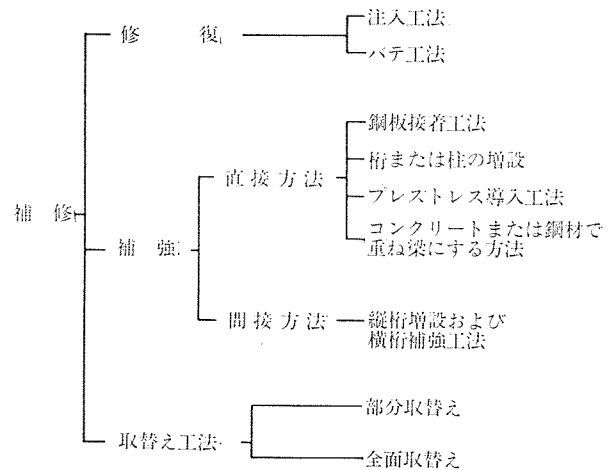 注入工法
修復
パテ工法
鋼板接着工法
桁または柱の増設
直接方法
プレストレス導入工法
コンクリートまたは鋼材で
重ね梁にする方法
補修
補強
間接方法
縦桁増設および
横桁補強工法
部分取替え
取替え工法
全面取替え